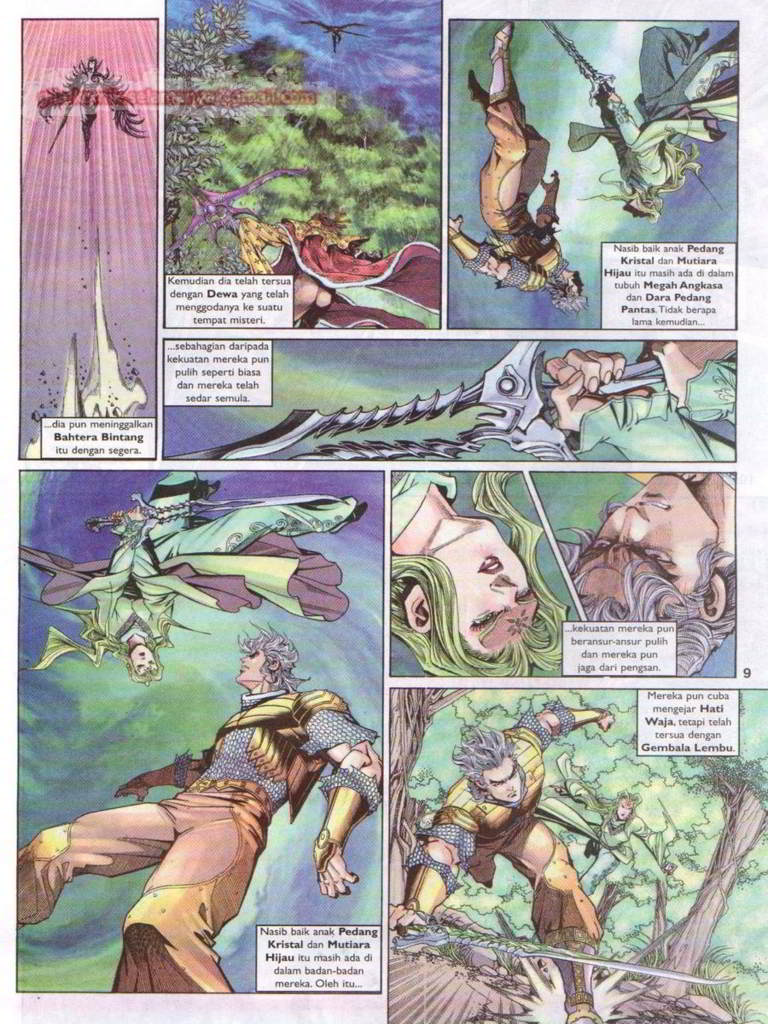 ...dia pun meninggalkan
Bahtera Bintang
itu dengan segera.
Kemudian dia telah tersua
dengan Dewa yang telah
menggodanya ke suatu
tempat misteri.
Nasib baik anak Pedang
Kristal dan Mutiara
Hijau itu masih ada di dalam
tubuh Megah Angkasa
dan Dara Pedang
Pantas. Tidak berapa
lama kemudian...
...sebahagian daripada
kekuatan mereka pun
pulih seperti biasa
dan mereka telah
sedar semula.
Nasib baik anak Pedang
Kristal dan Mutiara
Hijau itu masih ada di
dalam badan-badan
mereka. Oleh itu...
...kekuatan mereka pun
beransur-ansur pulih
dan mereka pun
jaga dari pengsan.
9
Mereka pun cuba
mengejar Hati
Waja, tetapi telah
tersua dengan
Gembala Lembu.